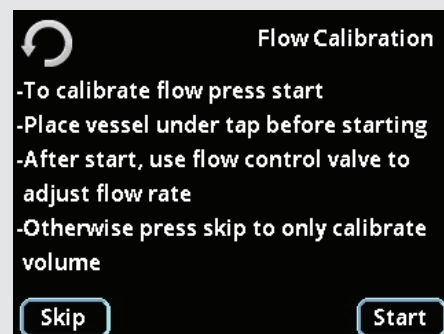 Flow Calibration
-To calibrate flow press start
-Place vessel under tap before starting
-After start, use flow control valve to
adjust flow rate
-Otherwise press skip to only calibrate
volume
Skip
Start